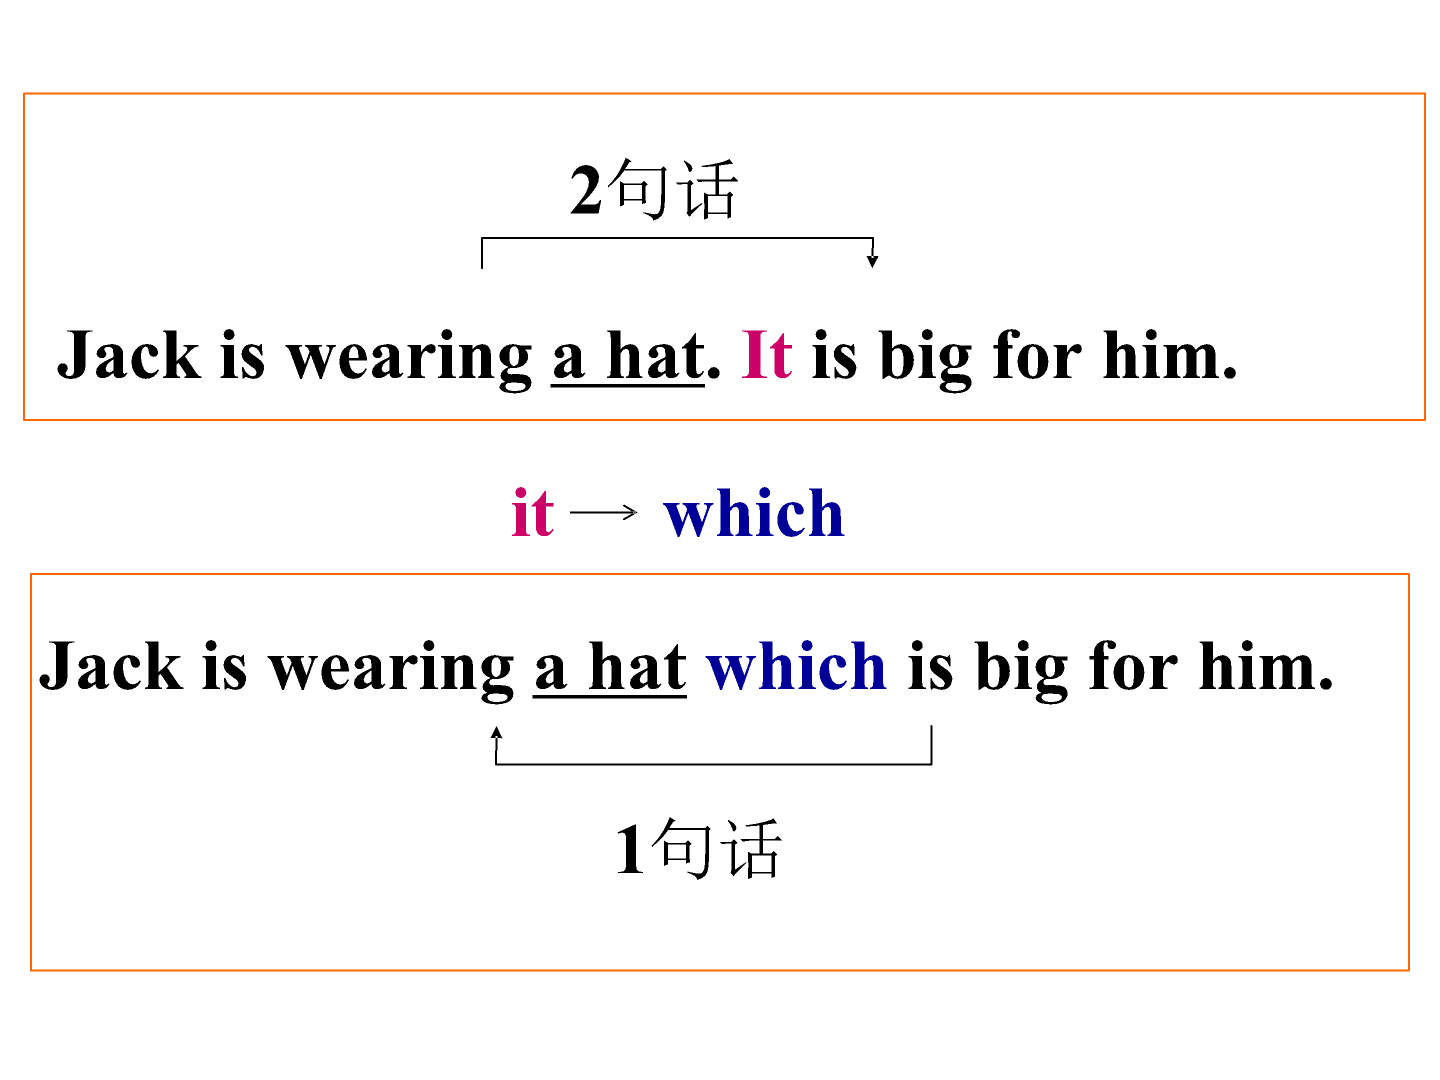 2句话
Jack is wearing a hat. It is big for him.
it → which
Jack is wearing a hat which is big for him.
1句话